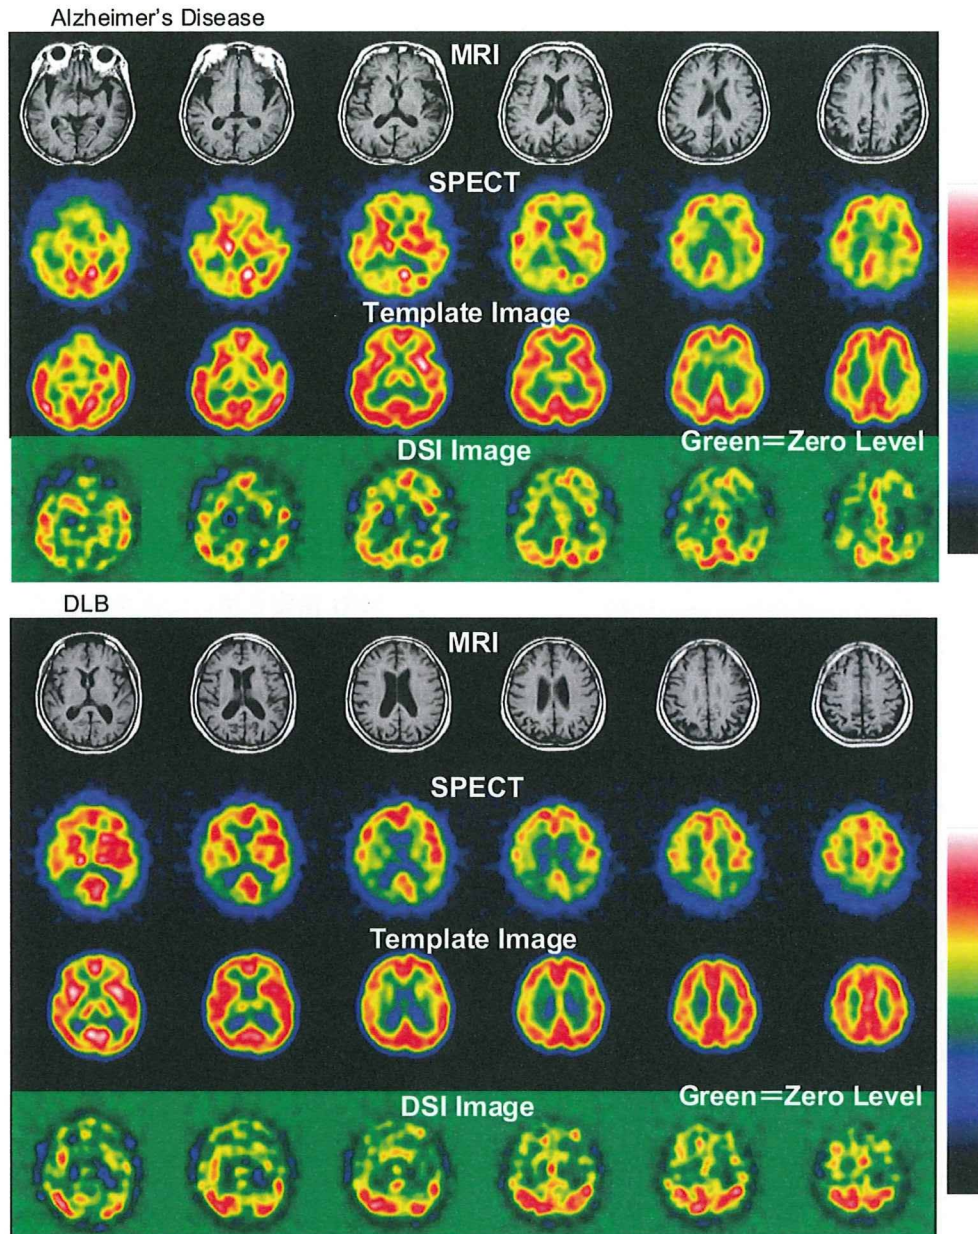 Alzheimer's Disease
MRI
SPECT
Template Image
DSI Image
Green=Zero Level
DLB
MRI
SPECT
Template Image
DSI Image
Green=Zero Level